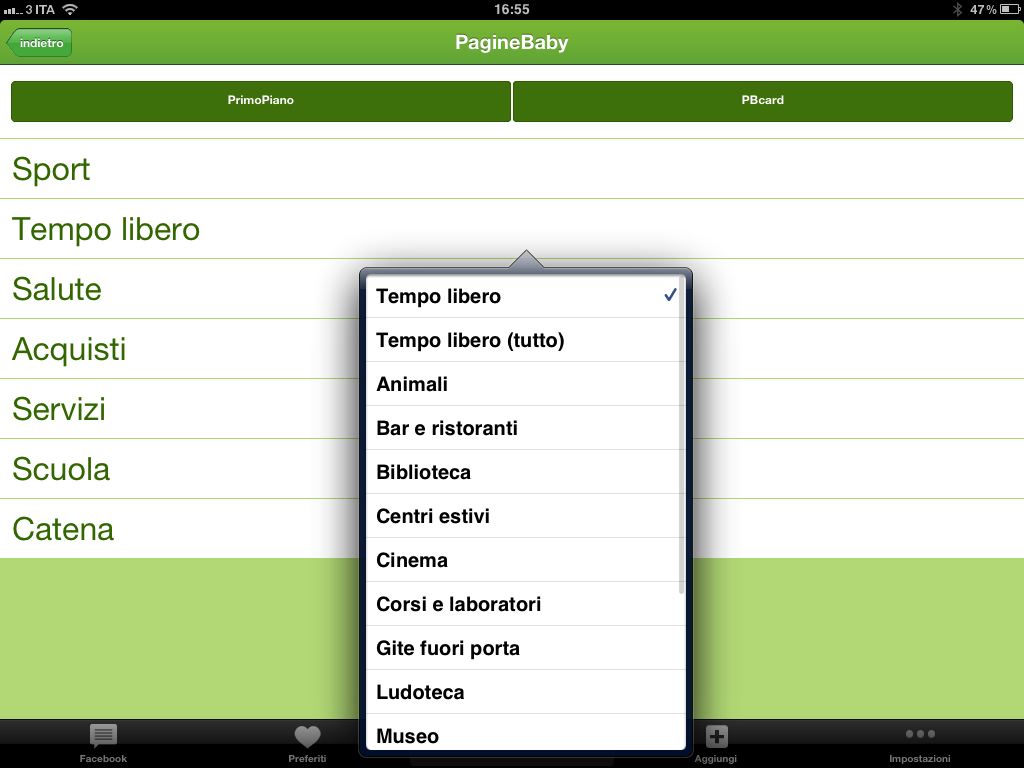 3 ITA 16:55 47%
indietro PagineBaby
PrimoPiano PBcard
Sport
Tempo libero
Salute
Acquisti
Servizi
Scuola
Catena
Tempo libero
Tempo libero (tutto)
Animali
Bar e ristoranti
Biblioteca
Centri estivi
Cinema
Corsi e laboratori
Gite fuori porta
Ludoteca
Museo
Facebook Preferiti Aggiungi Impostazioni